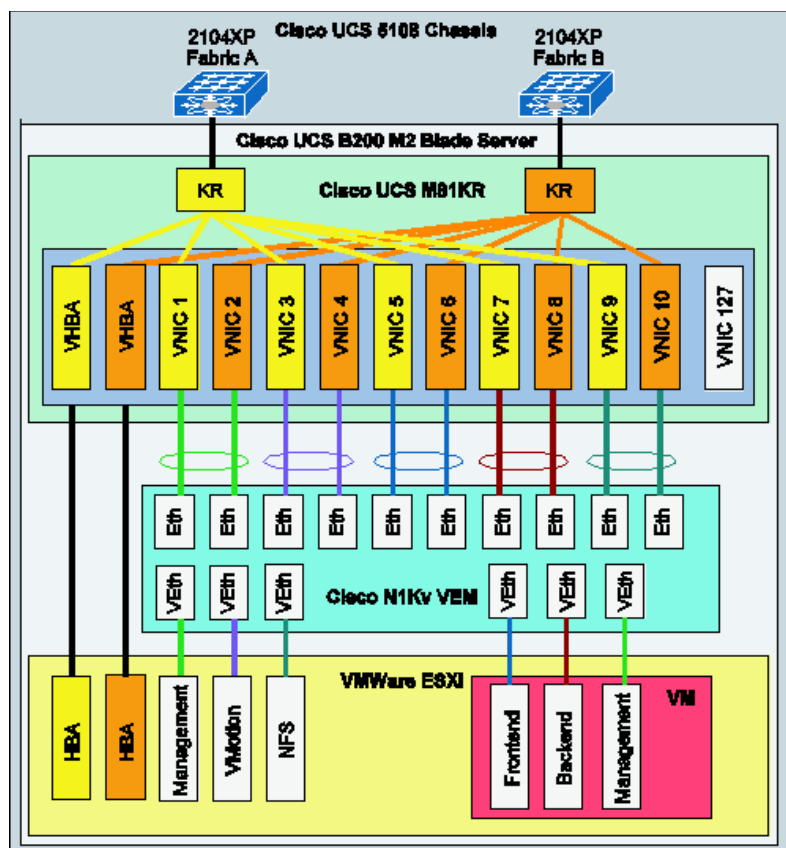 Cisco UCS 5108 Chassis
2104XP
Fabric A
2104XP
Fabric B
Cisco UCS B200 M2 Blade Server
Cisco UCS M81KR
KR
KR
VHBA
VHBA
VNIC 1
VNIC 2
VNIC 3
VNIC 4
VNIC 5
VNIC 6
VNIC 7
VNIC 8
VNIC 9
VNIC 10
VNIC 127
Eth
Eth
Eth
Eth
Eth
Eth
Eth
Eth
Eth
Eth
VEth
VEth
VEth
Cisco N1Kv VEM
VEth
VEth
VEth
VMWare ESXi
VM
HBA
HBA
Management
VMotion
NFS
Frontend
Backend
Management